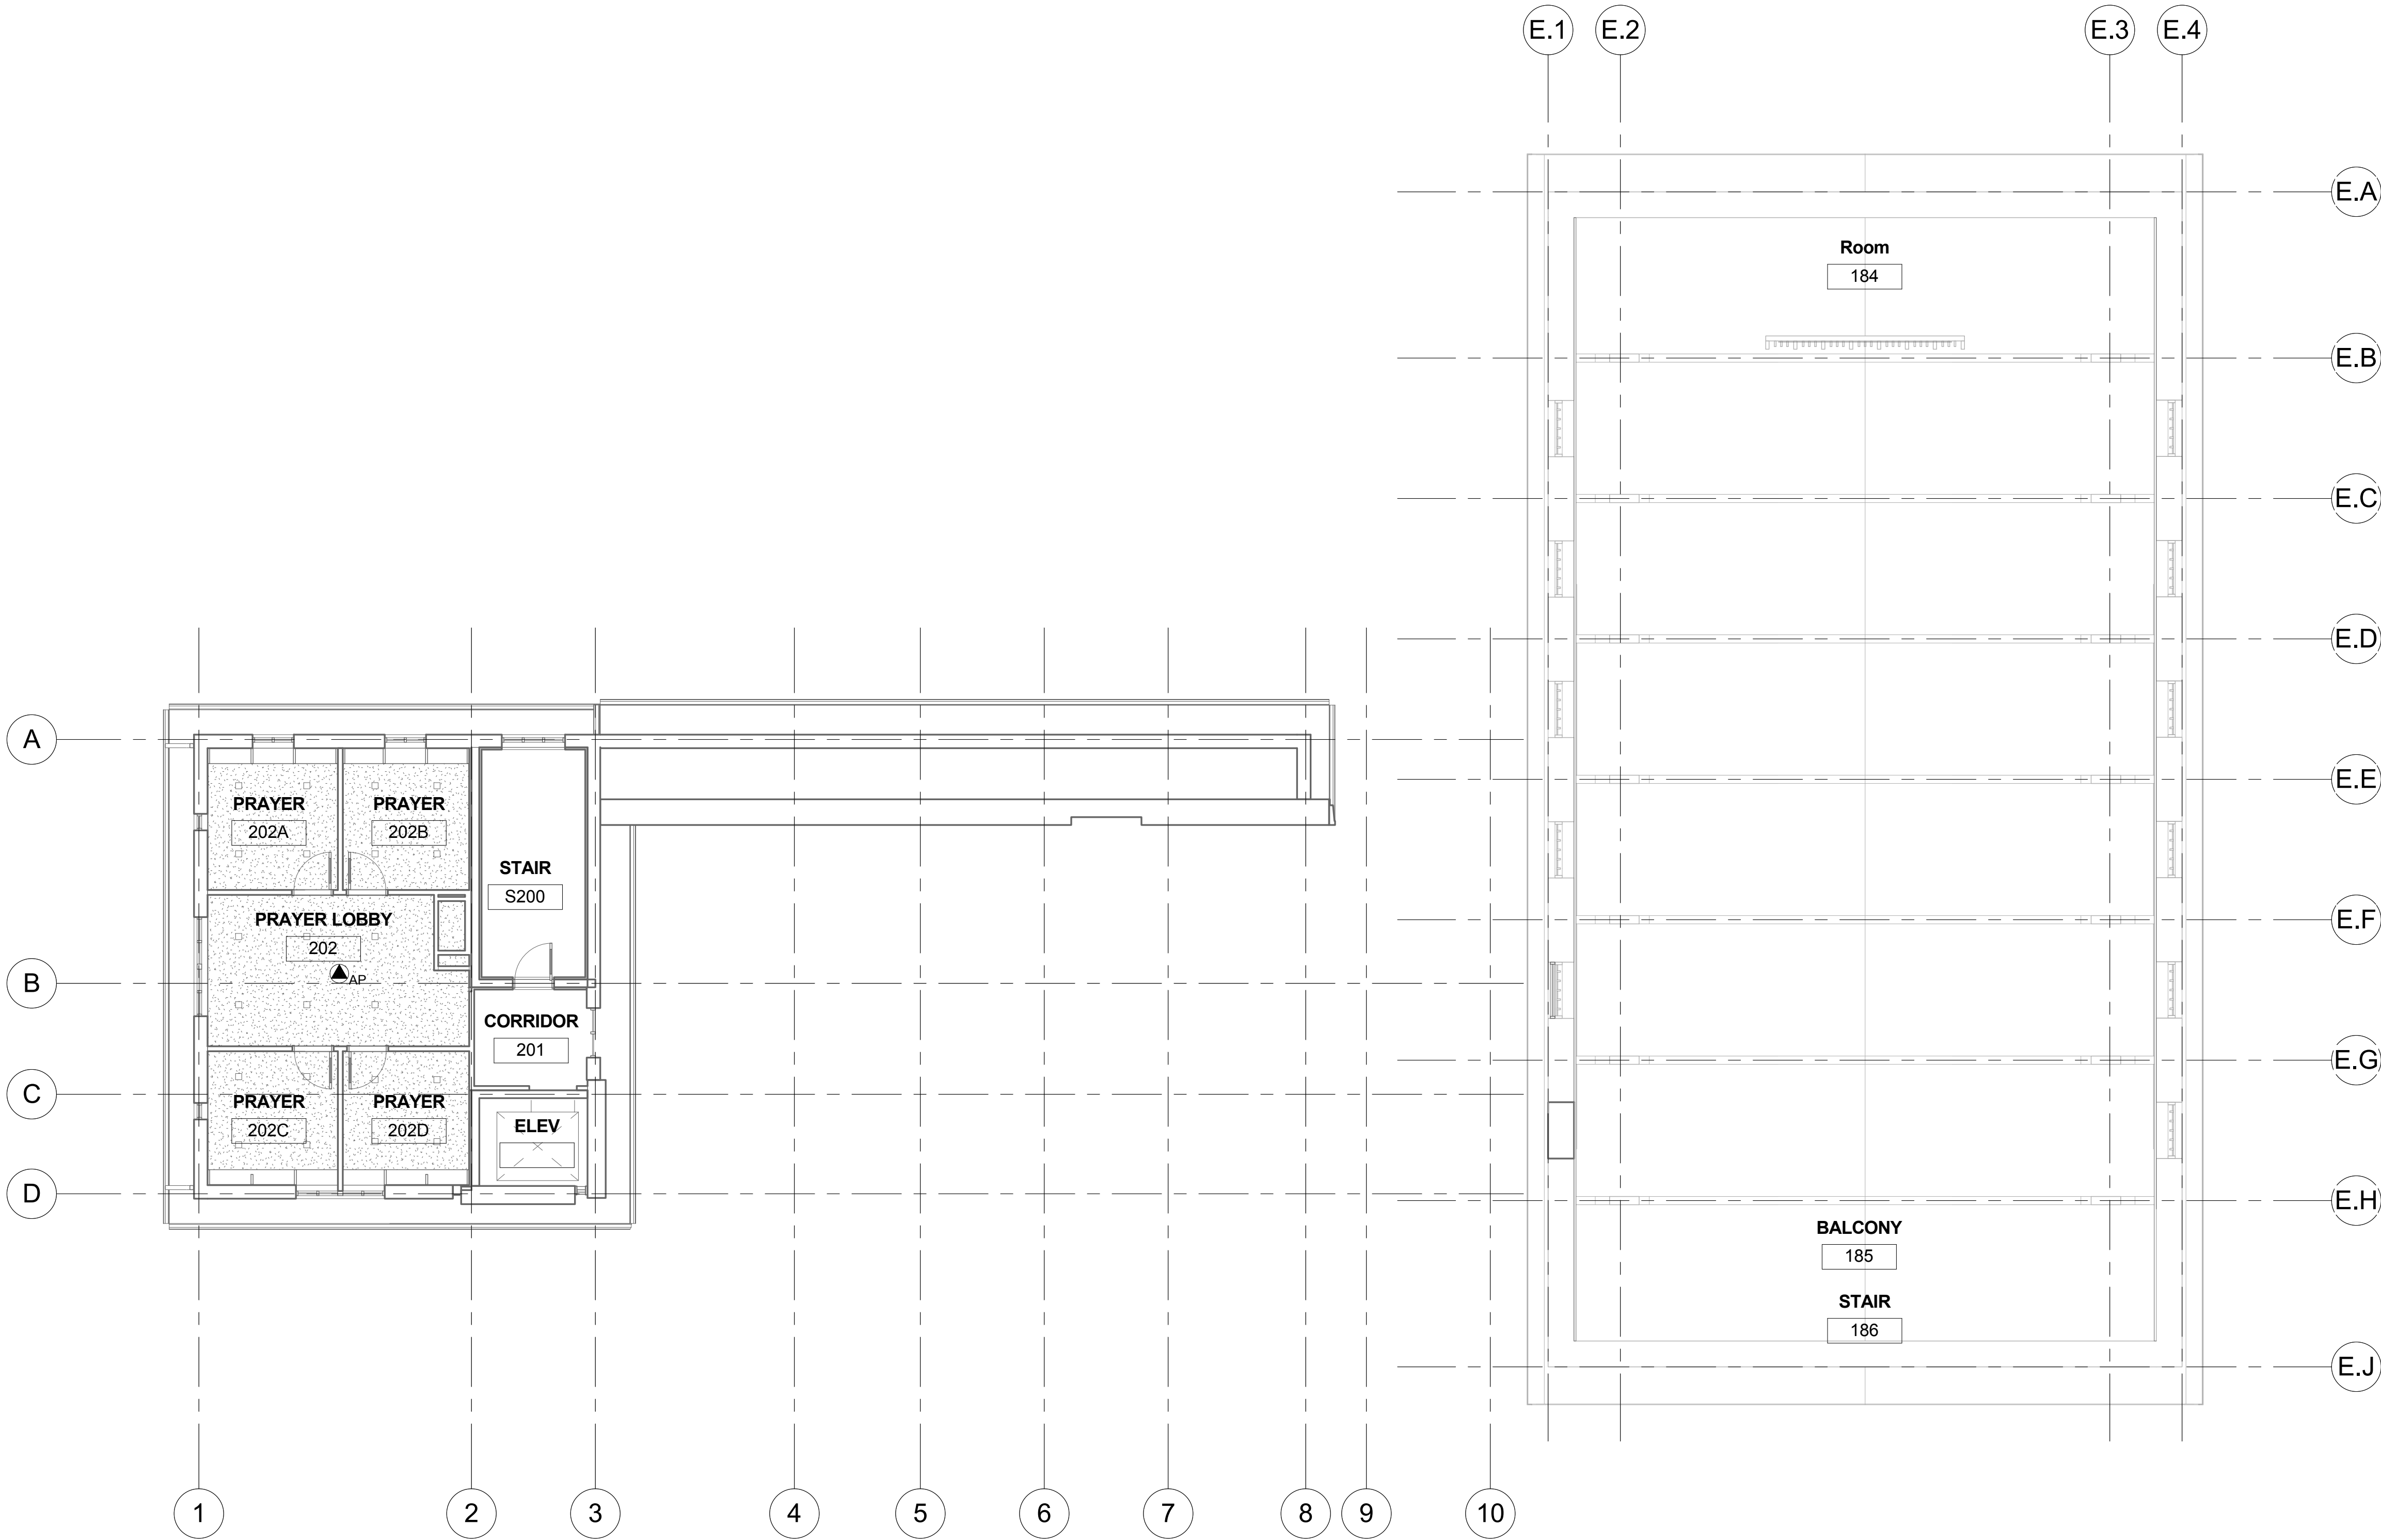 E.1
E.2
E.3
E.4
E.A
Room
184
E.B
E.C
E.D
A
E.E
PRAYER
202A
PRAYER
202B
STAIR
S200
PRAYER LOBBY
202
E.F
AP
B
CORRIDOR
201
E.G
C
PRAYER
202C
PRAYER
202D
ELEV
D
E.H
BALCONY
185
STAIR
186
E.J
1
2
3
4
5
6
7
8
9
10